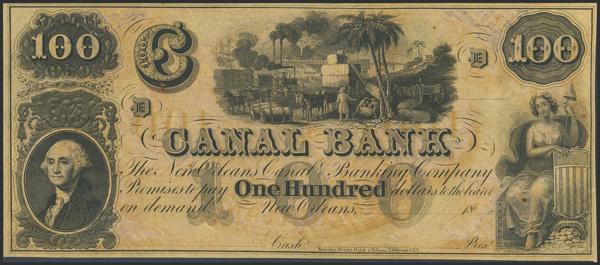 100
C
100
100
D
D
CANAL BANK
The New Orleans Canal & Banking Company
Promises to pay One Hundred dollars to the bearer
on demand. New Orleans, 18
Cash. Pres.